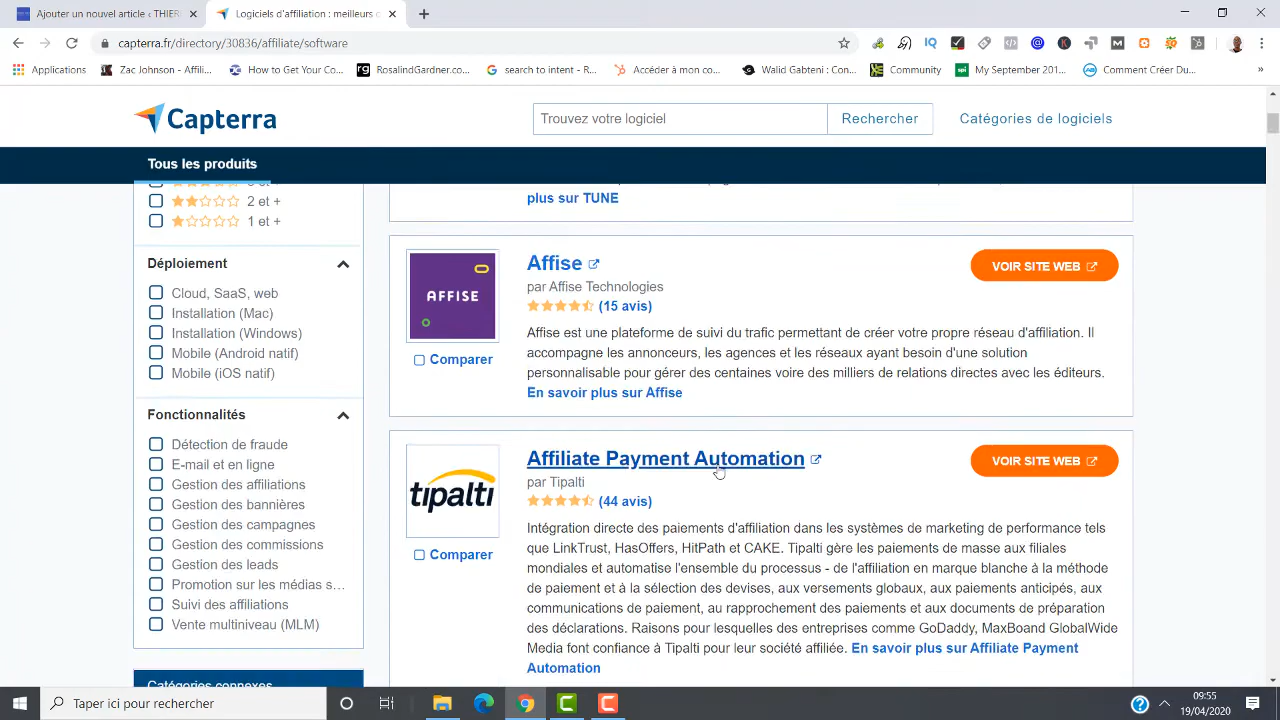 Ajouter un nouvel article ‹ THIER
Logiciels d'affiliation : meilleurs
capterra.fr/directory/30836/affiliate/software
Applications
Zac Johnson - Affili...
How to Get Your Co...
RosalindGardner.co...
search to intent - R...
Accéder à mon co...
Walid Gabteni : Con...
Community
My September 201...
Comment Créer Du...
»
Capterra
Trouvez votre logiciel
Rechercher
Catégories de logiciels
Tous les produits
2 et +
1 et +
Déploiement
Cloud, SaaS, web
Installation (Mac)
Installation (Windows)
Mobile (Android natif)
Mobile (iOS natif)
Fonctionnalités
Détection de fraude
E-mail et en ligne
Gestion des affiliations
Gestion des bannières
Gestion des campagnes
Gestion des commissions
Gestion des leads
Promotion sur les médias s...
Suivi des affiliations
Vente multiniveau (MLM)
Catégories connexes
plus sur TUNE
AFFISE
Comparer
Affise
par Affise Technologies
(15 avis)
VOIR SITE WEB
Affise est une plateforme de suivi du trafic permettant de créer votre propre réseau d'affiliation. Il
accompagne les annonceurs, les agences et les réseaux ayant besoin d'une solution
personnalisable pour gérer des centaines voire des milliers de relations directes avec les éditeurs.
En savoir plus sur Affise
tipalti
Comparer
Affiliate Payment Automation
par Tipalti
(44 avis)
VOIR SITE WEB
Intégration directe des paiements d'affiliation dans les systèmes de marketing de performance tels
que LinkTrust, HasOffers, HitPath et CAKE. Tipalti gère les paiements de masse aux filiales
mondiales et automatise l'ensemble du processus - de l'affiliation en marque blanche à la méthode
de paiement et à la sélection des devises, aux versements globaux, aux paiements anticipés, aux
communications de paiement, au rapprochement des paiements et aux documents de préparation
des déclarations. Raisons pour lesquelles des entreprises comme GoDaddy, MaxBoand GlobalWide
Media font confiance à Tipalti pour leur société affiliée. En savoir plus sur Affiliate Payment
Automation
Taper ici pour rechercher
09:55
19/04/2020